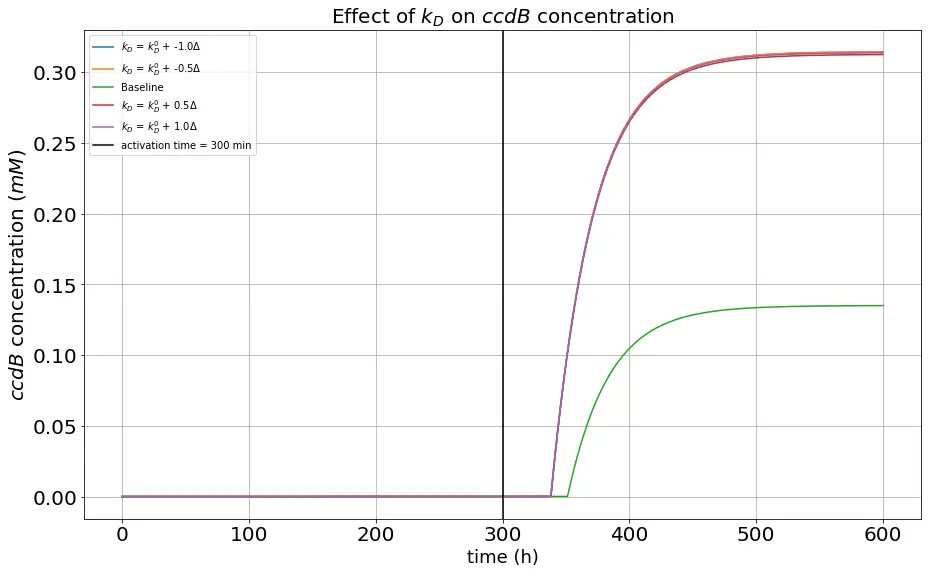 Effect of $k_D$ on $ccdB$ concentration
$k_D$ = $k_D^0$ + -1.0Δ
$k_D$ = $k_D^0$ + -0.5Δ
Baseline
$k_D$ = $k_D^0$ + 0.5Δ
$k_D$ = $k_D^0$ + 1.0Δ
activation time = 300 min
ccdB concentration (mM)
0.30
0.25
0.20
0.15
0.10
0.05
0.00
0 100 200 300 400 500 600
time (h)